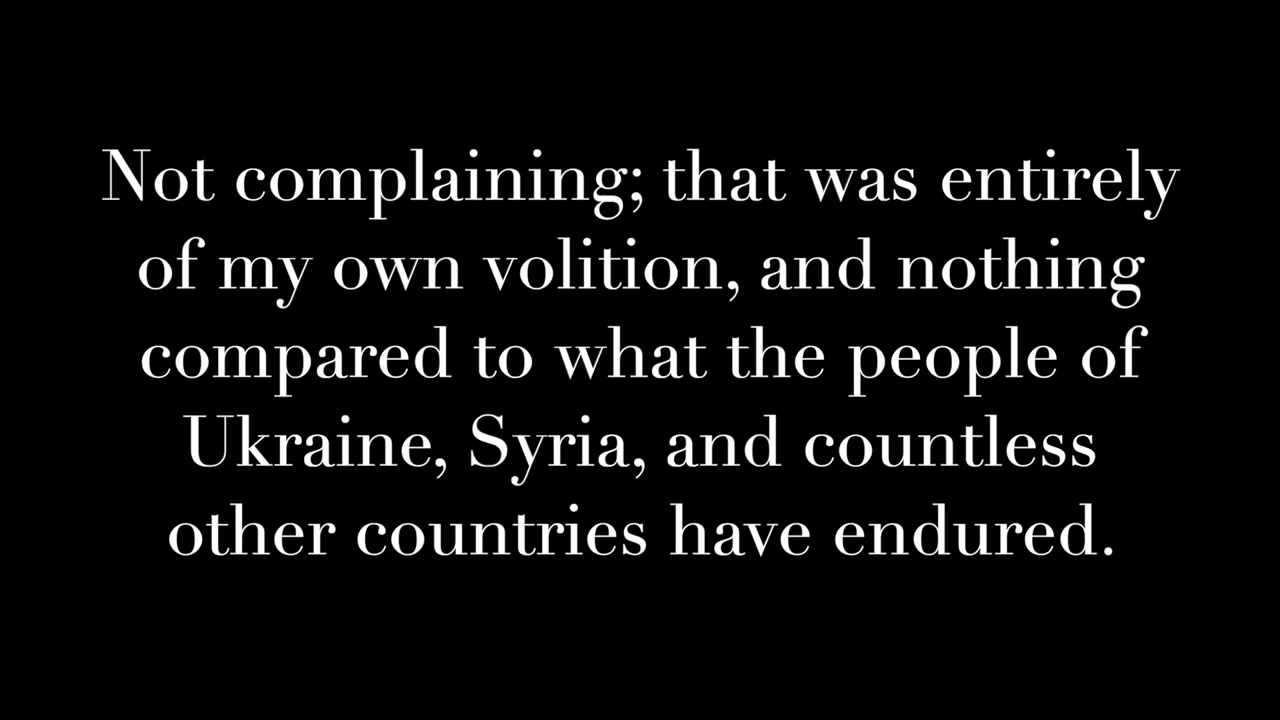 Not complaining; that was entirely
of my own volition, and nothing
compared to what the people of
Ukraine, Syria, and countless
other countries have endured.